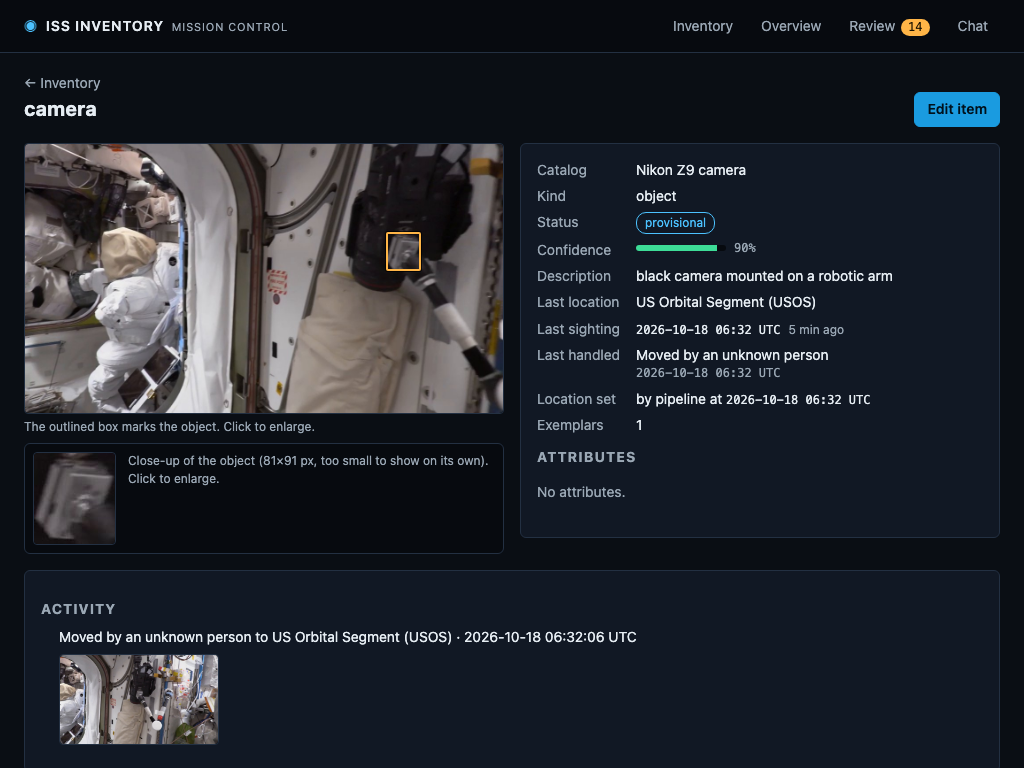 ISS INVENTORY MISSION CONTROL
Inventory Overview Review 14 Chat
← Inventory
camera
Edit item
The outlined box marks the object. Click to enlarge.
Close-up of the object (81×91 px, too small to show on its own).
Click to enlarge.
Catalog Nikon Z9 camera
Kind object
Status provisional
Confidence 90%
Description black camera mounted on a robotic arm
Last location US Orbital Segment (USOS)
Last sighting 2026-10-18 06:32 UTC 5 min ago
Last handled Moved by an unknown person
2026-10-18 06:32 UTC
Location set by pipeline at 2026-10-18 06:32 UTC
Exemplars 1
ATTRIBUTES
No attributes.
ACTIVITY
Moved by an unknown person to US Orbital Segment (USOS) · 2026-10-18 06:32:06 UTC